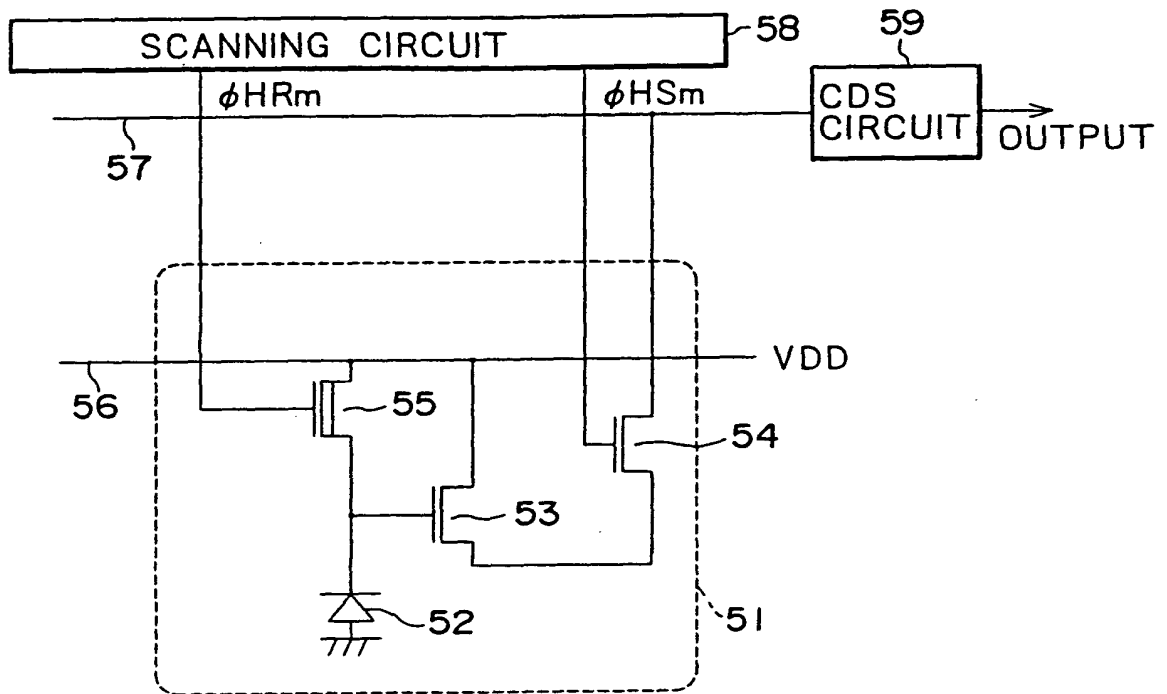 SCANNING CIRCUIT
58
59
φHRm
φHSm
CDS
CIRCUIT
OUTPUT
57
VDD
56
55
54
53
52
51